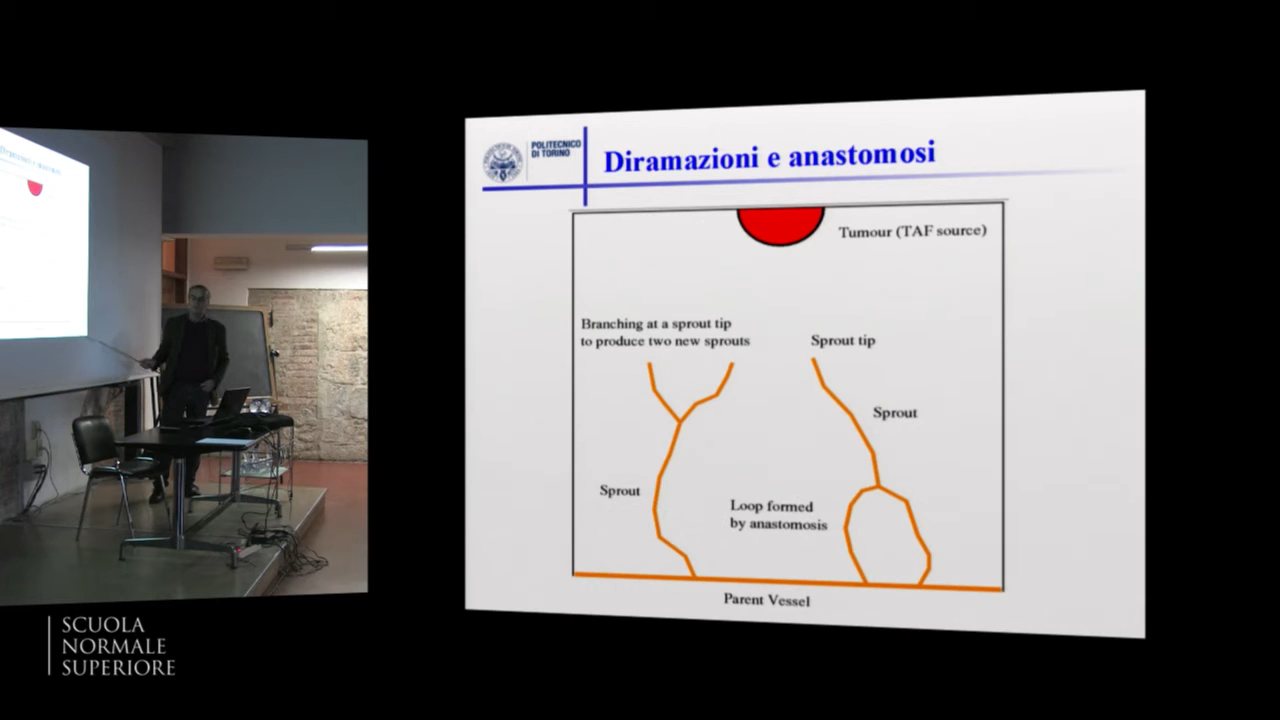 POLITECNICO
DI TORINO
Diramazioni e anastomosi
Tumour (TAF source)
Branching at a sprout tip
to produce two new sprouts
Sprout tip
Sprout
Sprout
Loop formed
by anastomosis
Parent Vessel
SCUOLA
NORMALE
SUPERIORE